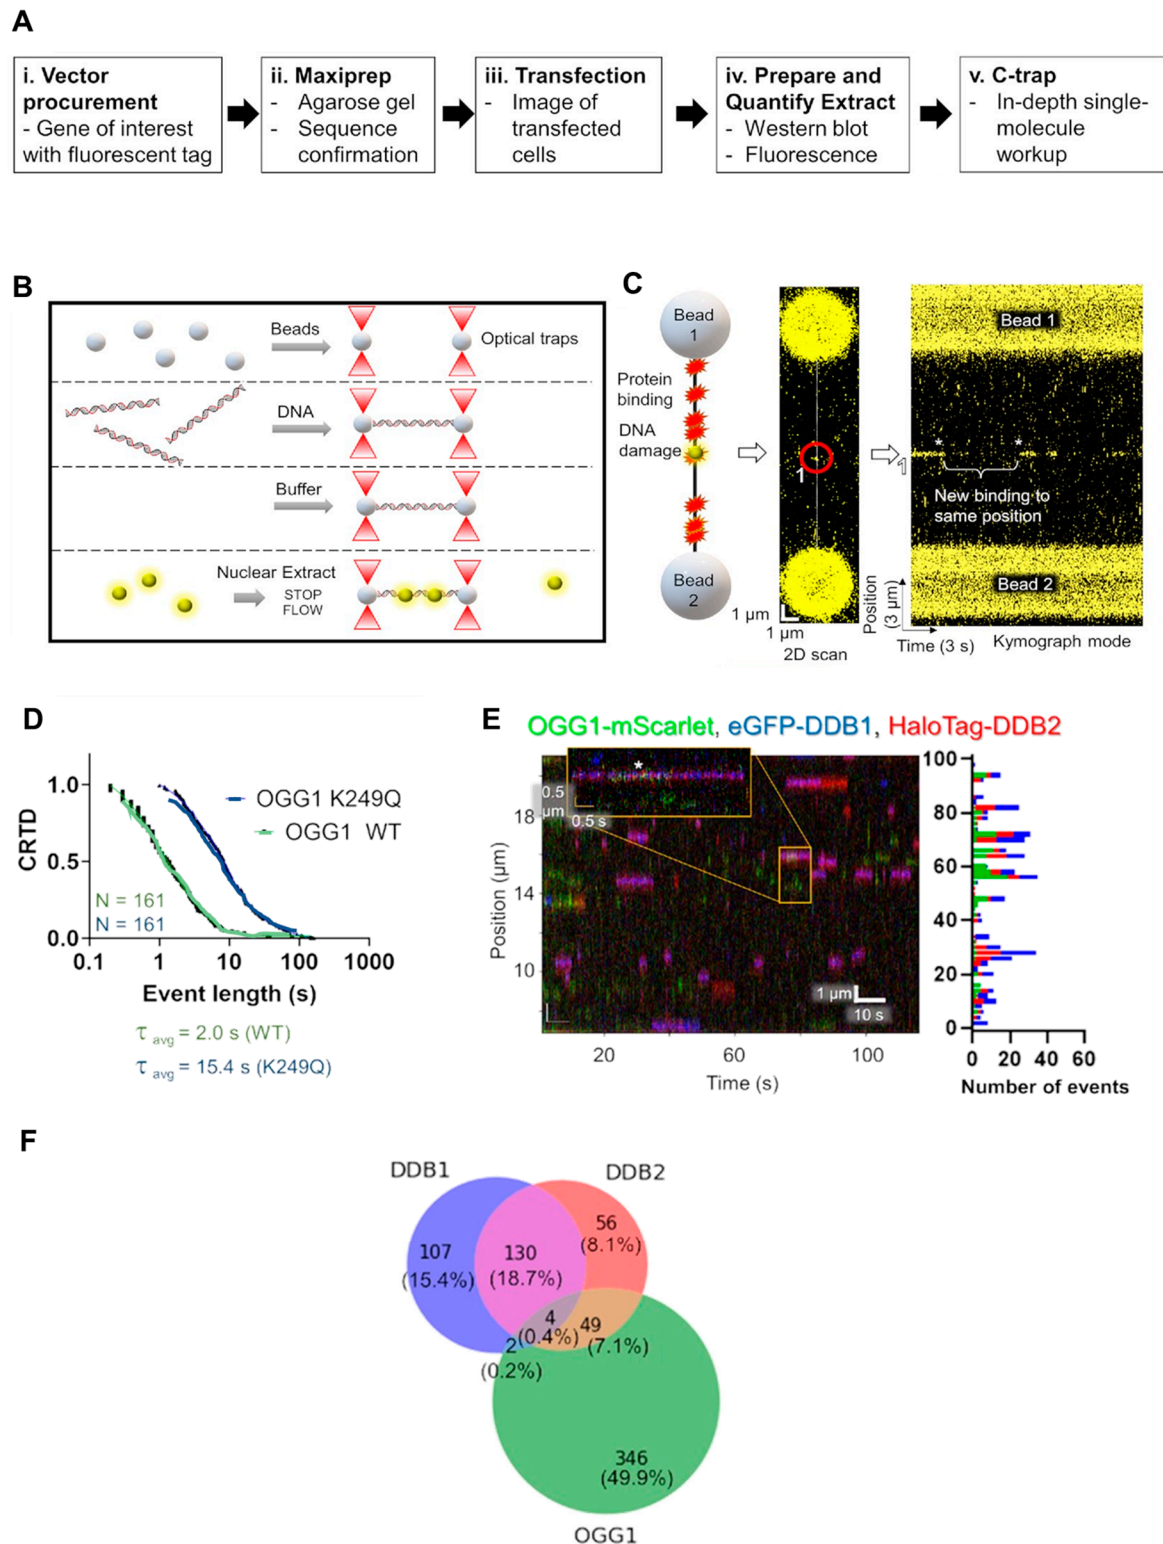 A
i. Vector
procurement
- Gene of interest
with fluorescent tag
ii. Maxiprep
- Agarose gel
- Sequence
confirmation
iii. Transfection
- Image of
transfected
cells
iv. Prepare and
Quantify Extract
- Western blot
- Fluorescence
v. C-trap
- In-depth single-
molecule
workup
B
Beads
Optical traps
DNA
Buffer
Nuclear Extract
STOP
FLOW
C
Bead
1
Protein
binding
DNA
damage
Bead
2
1
1 μm
1 μm
2D scan
Bead 1
*
*
1
New binding to
same position
Bead 2
Position
(3 μm)
Time (3 s)
Kymograph mode
D
CRTD
1.0
0.5
0.0
OGG1 K249Q
OGG1 WT
N = 161
N = 161
0.1 1 10 100 1000
Event length (s)
τ avg = 2.0 s (WT)
τ avg = 15.4 s (K249Q)
E
OGG1-mScarlet, eGFP-DDB1, HaloTag-DDB2
*
0.5
μm
0.5 s
Position (μm)
18
14
10
1 μm
10 s
20 60 100
Time (s)
100
80
60
40
20
0
0 20 40 60
Number of events
F
DDB1
DDB2
107
(15.4%)
130
(18.7%)
56
(8.1%)
4
(0.4%)
49
(7.1%)
2
(0.2%)
346
(49.9%)
OGG1